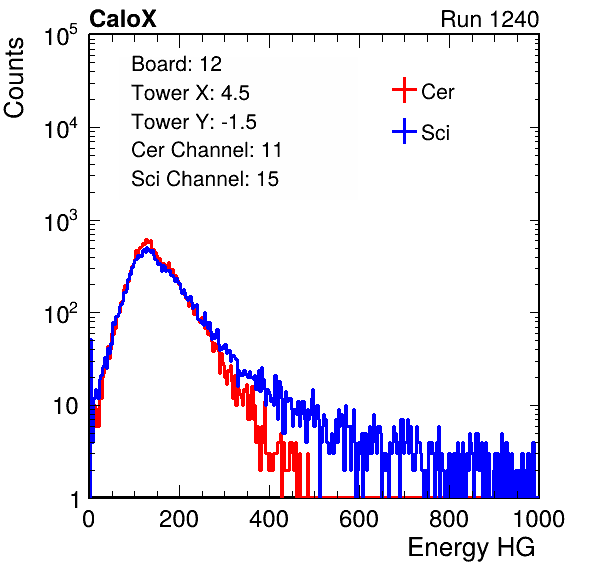 CaloX Run 1240
Counts
10^5
10^4
10^3
10^2
10
1
Board: 12
Tower X: 4.5
Tower Y: -1.5
Cer Channel: 11
Sci Channel: 15
Cer
Sci
0 200 400 600 800 1000
Energy HG